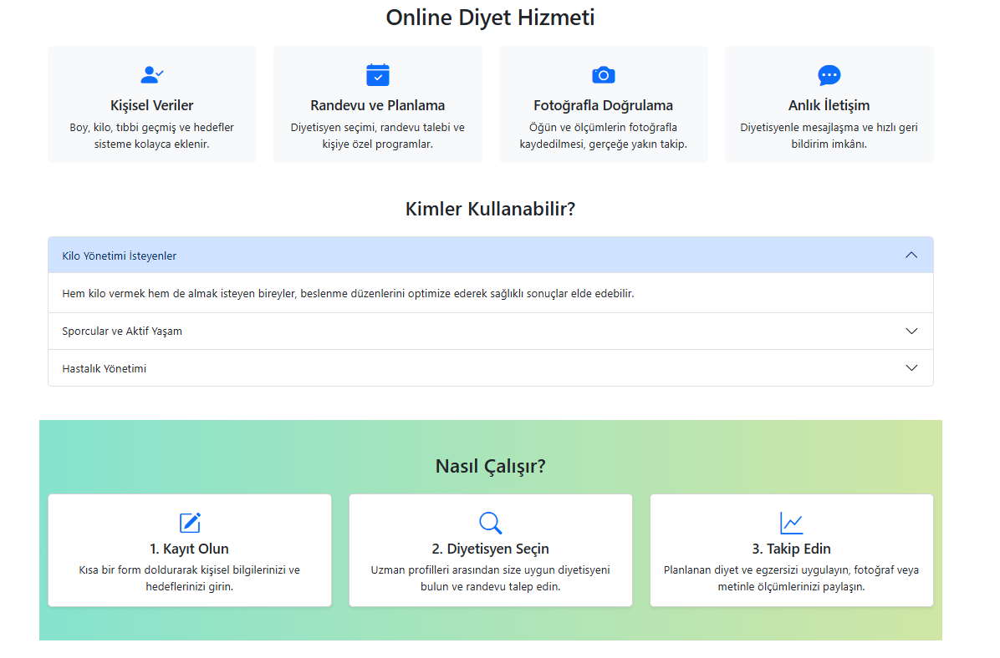 Online Diyet Hizmeti
Kişisel Veriler
Boy, kilo, tıbbi geçmiş ve hedefler
sisteme kolayca eklenir.
Randevu ve Planlama
Diyetisyen seçimi, randevu talebi ve
kişiye özel programlar.
Fotoğrafla Doğrulama
Öğün ve ölçümlerin fotoğrafla
kaydedilmesi, gerçeğe yakın takip.
Anlık İletişim
Diyetisyenle mesajlaşma ve hızlı geri
bildirim imkânı.
Kimler Kullanabilir?
Kilo Yönetimi İsteyenler
Hem kilo vermek hem de almak isteyen bireyler, beslenme düzenlerini optimize ederek sağlıklı sonuçlar elde edebilir.
Sporcular ve Aktif Yaşam
Hastalık Yönetimi
Nasıl Çalışır?
1. Kayıt Olun
Kısa bir form doldurarak kişisel bilgilerinizi ve
hedeflerinizi girin.
2. Diyetisyen Seçin
Uzman profilleri arasından size uygun diyetisyeni
bulun ve randevu talep edin.
3. Takip Edin
Planlanan diyet ve egzersizi uygulayın, fotoğraf veya
metinle ölçümlerinizi paylaşın.